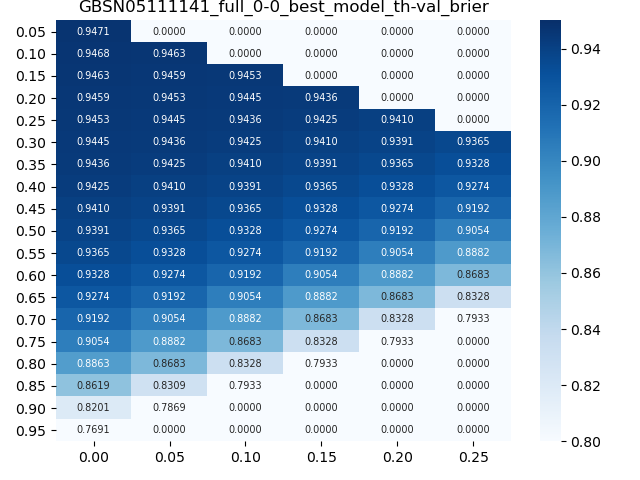 GBSN05111141_full_0-0_best_model_th-val_brier
0.05 0.9471 0.0000 0.0000 0.0000 0.0000 0.0000
0.10 0.9468 0.9463 0.0000 0.0000 0.0000 0.0000
0.15 0.9463 0.9459 0.9453 0.0000 0.0000 0.0000
0.20 0.9459 0.9453 0.9445 0.9436 0.0000 0.0000
0.25 0.9453 0.9445 0.9436 0.9425 0.9410 0.0000
0.30 0.9445 0.9436 0.9425 0.9410 0.9391 0.9365
0.35 0.9436 0.9425 0.9410 0.9391 0.9365 0.9328
0.40 0.9425 0.9410 0.9391 0.9365 0.9328 0.9274
0.45 0.9410 0.9391 0.9365 0.9328 0.9274 0.9192
0.50 0.9391 0.9365 0.9328 0.9274 0.9192 0.9054
0.55 0.9365 0.9328 0.9274 0.9192 0.9054 0.8882
0.60 0.9328 0.9274 0.9192 0.9054 0.8882 0.8683
0.65 0.9274 0.9192 0.9054 0.8882 0.8683 0.8328
0.70 0.9192 0.9054 0.8882 0.8683 0.8328 0.7933
0.75 0.9054 0.8882 0.8683 0.8328 0.7933 0.0000
0.80 0.8863 0.8683 0.8328 0.7933 0.0000 0.0000
0.85 0.8619 0.8309 0.7933 0.0000 0.0000 0.0000
0.90 0.8201 0.7869 0.0000 0.0000 0.0000 0.0000
0.95 0.7691 0.0000 0.0000 0.0000 0.0000 0.0000
0.00 0.05 0.10 0.15 0.20 0.25
0.94
0.92
0.90
0.88
0.86
0.84
0.82
0.80